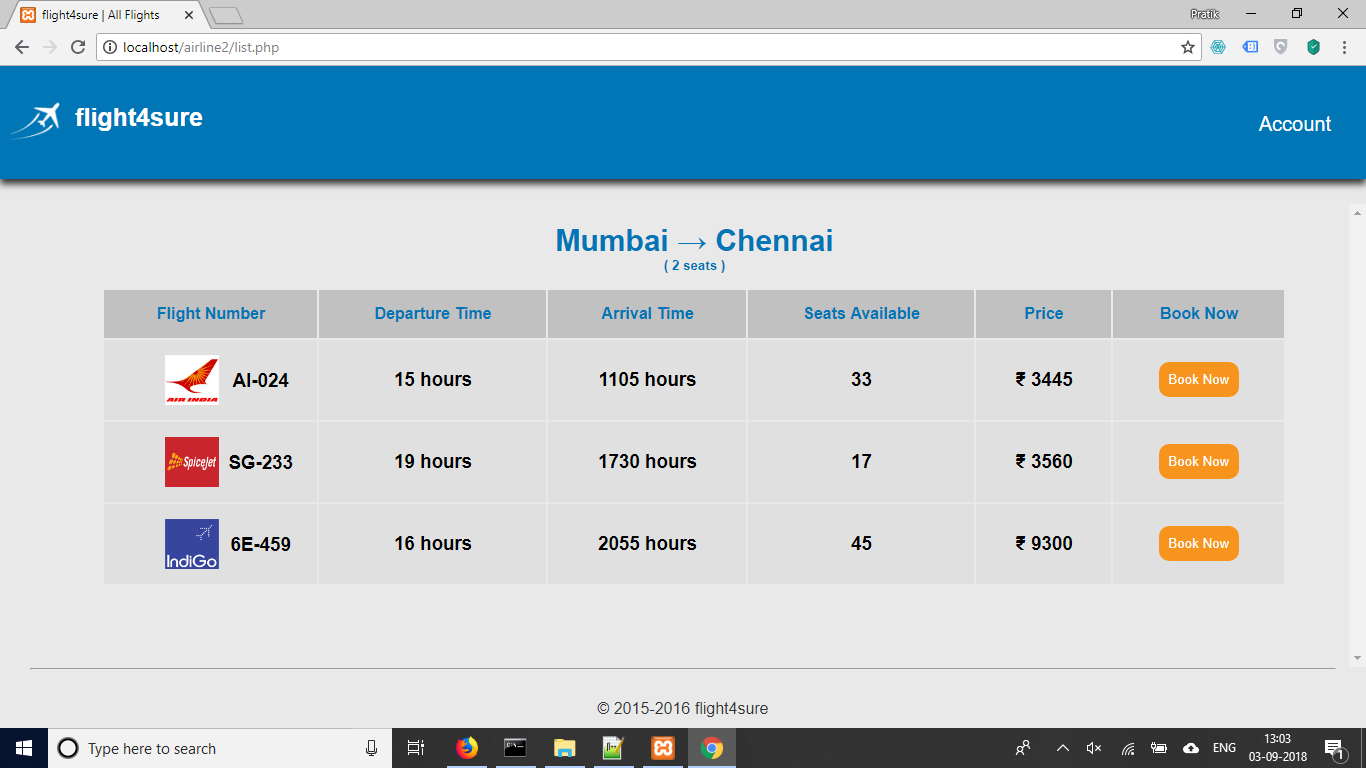 flight4sure | All Flights
Pratik
localhost/airline2/list.php
flight4sure
Account
Mumbai → Chennai
( 2 seats )
Flight Number Departure Time Arrival Time Seats Available Price Book Now
AIR INDIA AI-024 15 hours 1105 hours 33 ₹ 3445 Book Now
SpiceJet SG-233 19 hours 1730 hours 17 ₹ 3560 Book Now
IndiGo 6E-459 16 hours 2055 hours 45 ₹ 9300 Book Now
© 2015-2016 flight4sure
Type here to search
ENG
13:03
03-09-2018
1